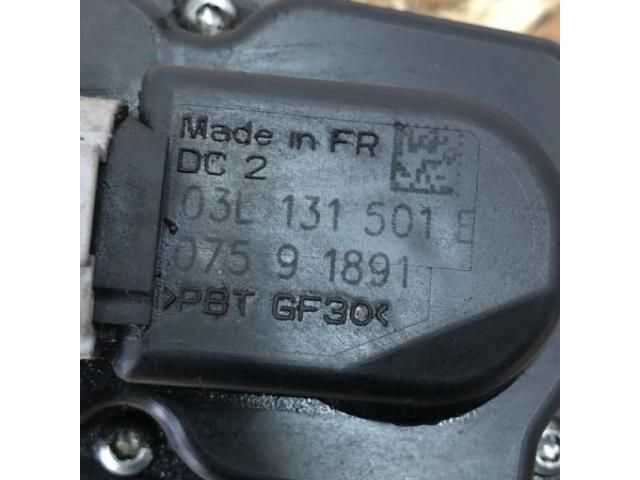 Made in FR
DC 2
03L 131 501 E
075 9 1891
>PBT GF30<